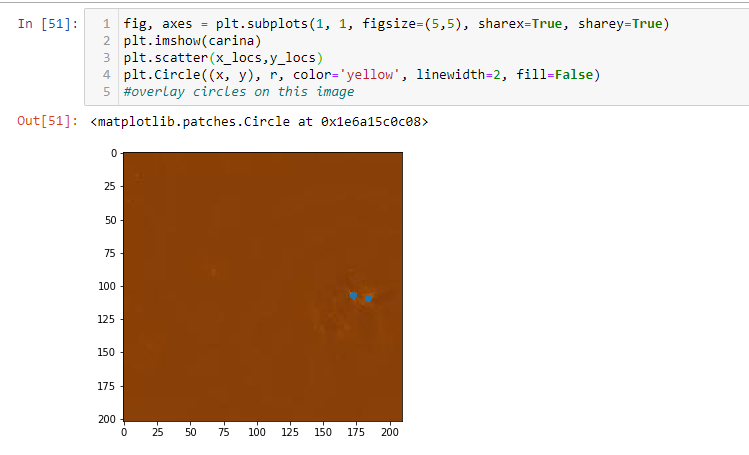 In [51]:
1 fig, axes = plt.subplots(1, 1, figsize=(5,5), sharex=True, sharey=True)
2 plt.imshow(carina)
3 plt.scatter(x_locs,y_locs)
4 plt.Circle((x, y), r, color='yellow', linewidth=2, fill=False)
5 #overlay circles on this image
Out[51]: <matplotlib.patches.Circle at 0x1e6a15c0c08>
0
25
50
75
100
125
150
175
200
0 25 50 75 100 125 150 175 200